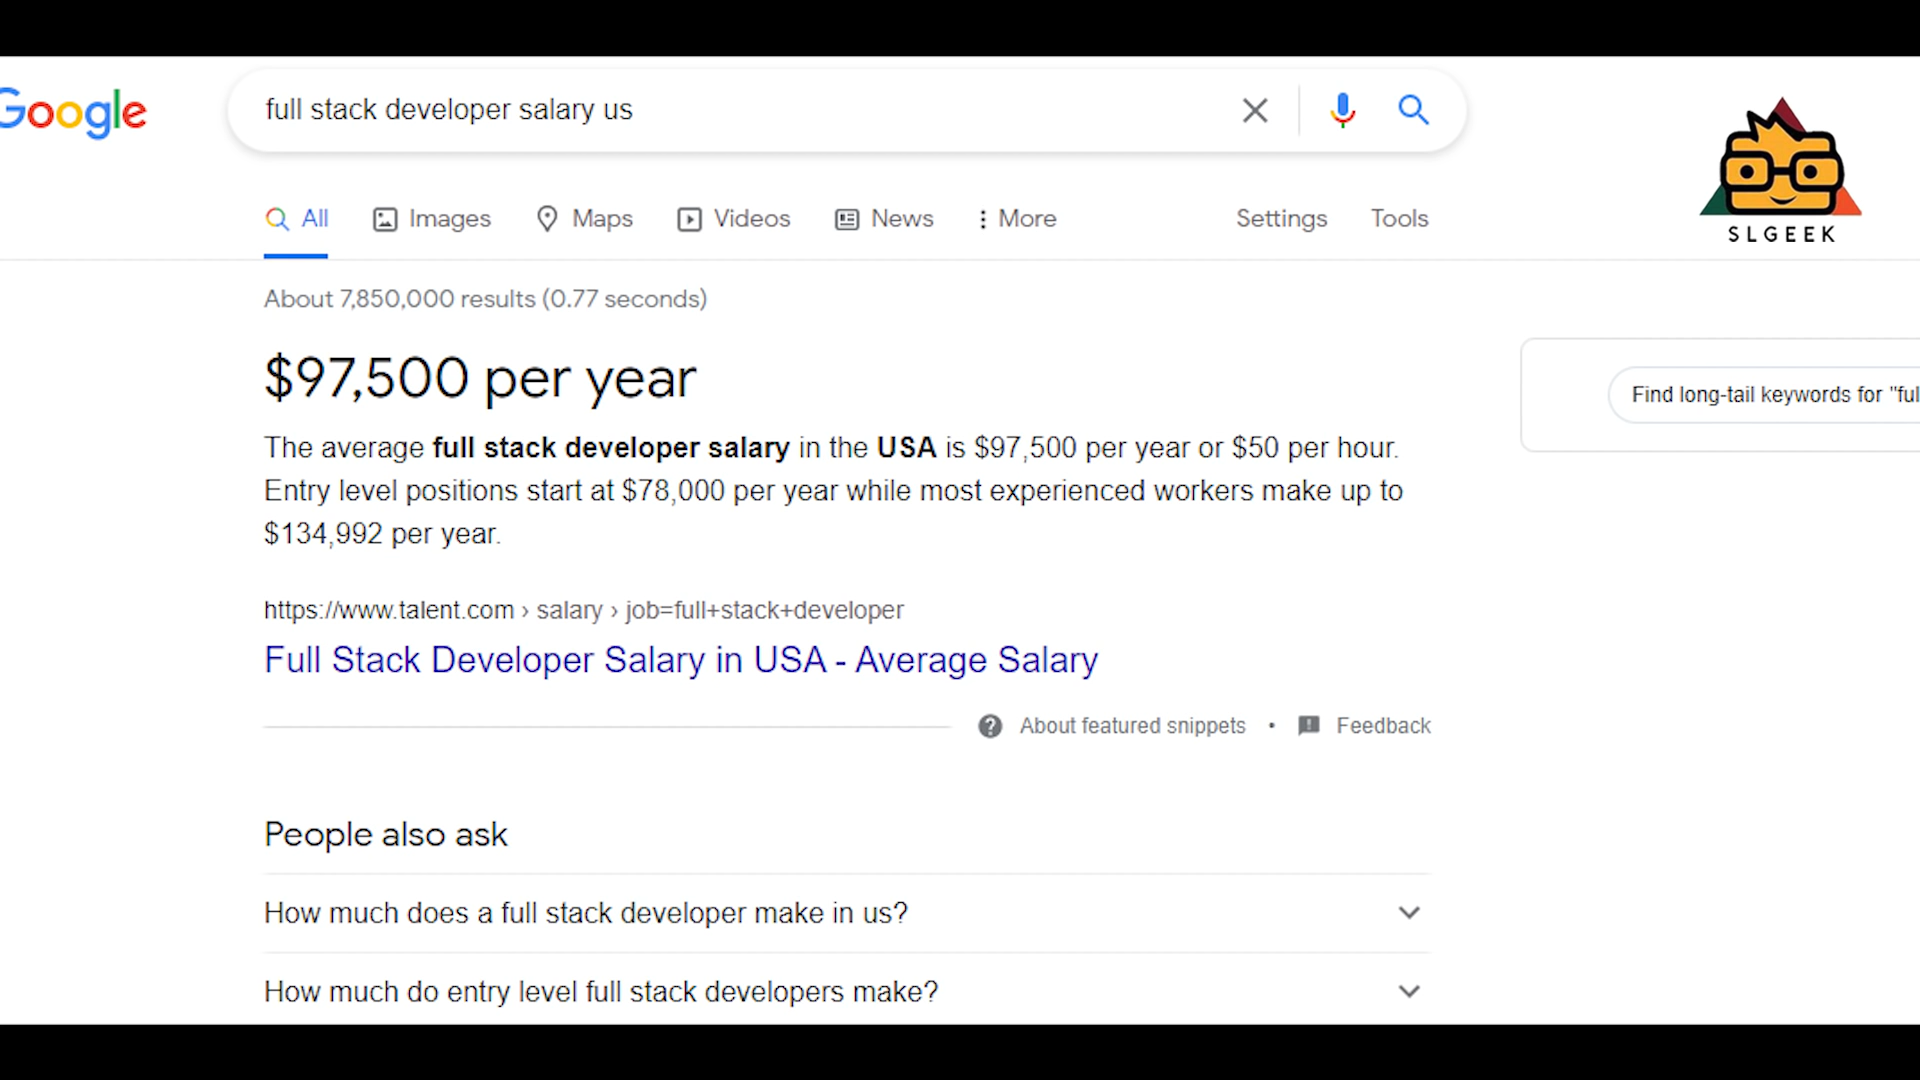 Google
full stack developer salary us
All Images Maps Videos News More Settings Tools
SLGEEK
About 7,850,000 results (0.77 seconds)
$97,500 per year
Find long-tail keywords for "ful
The average full stack developer salary in the USA is $97,500 per year or $50 per hour.
Entry level positions start at $78,000 per year while most experienced workers make up to
$134,992 per year.
https://www.talent.com › salary › job=full+stack+developer
Full Stack Developer Salary in USA - Average Salary
About featured snippets • Feedback
People also ask
How much does a full stack developer make in us?
How much do entry level full stack developers make?